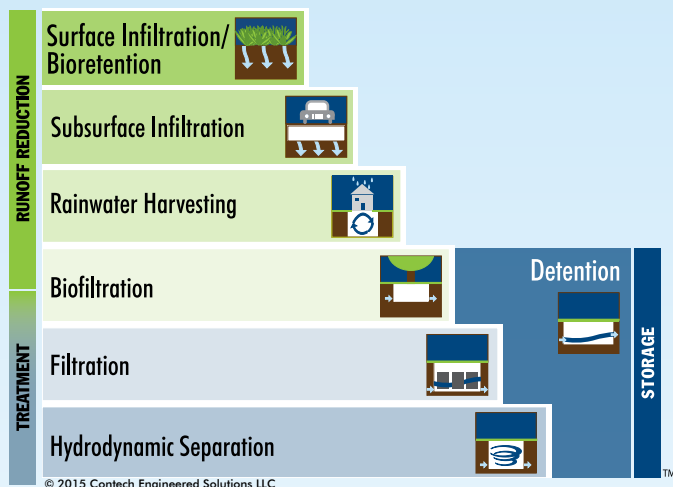 RUNOFF REDUCTION
Surface Infiltration/
Bioretention
Subsurface Infiltration
Rainwater Harvesting
Biofiltration
Detention
TREATMENT
Filtration
STORAGE
Hydrodynamic Separation
TM
© 2015 Contech Engineered Solutions LLC